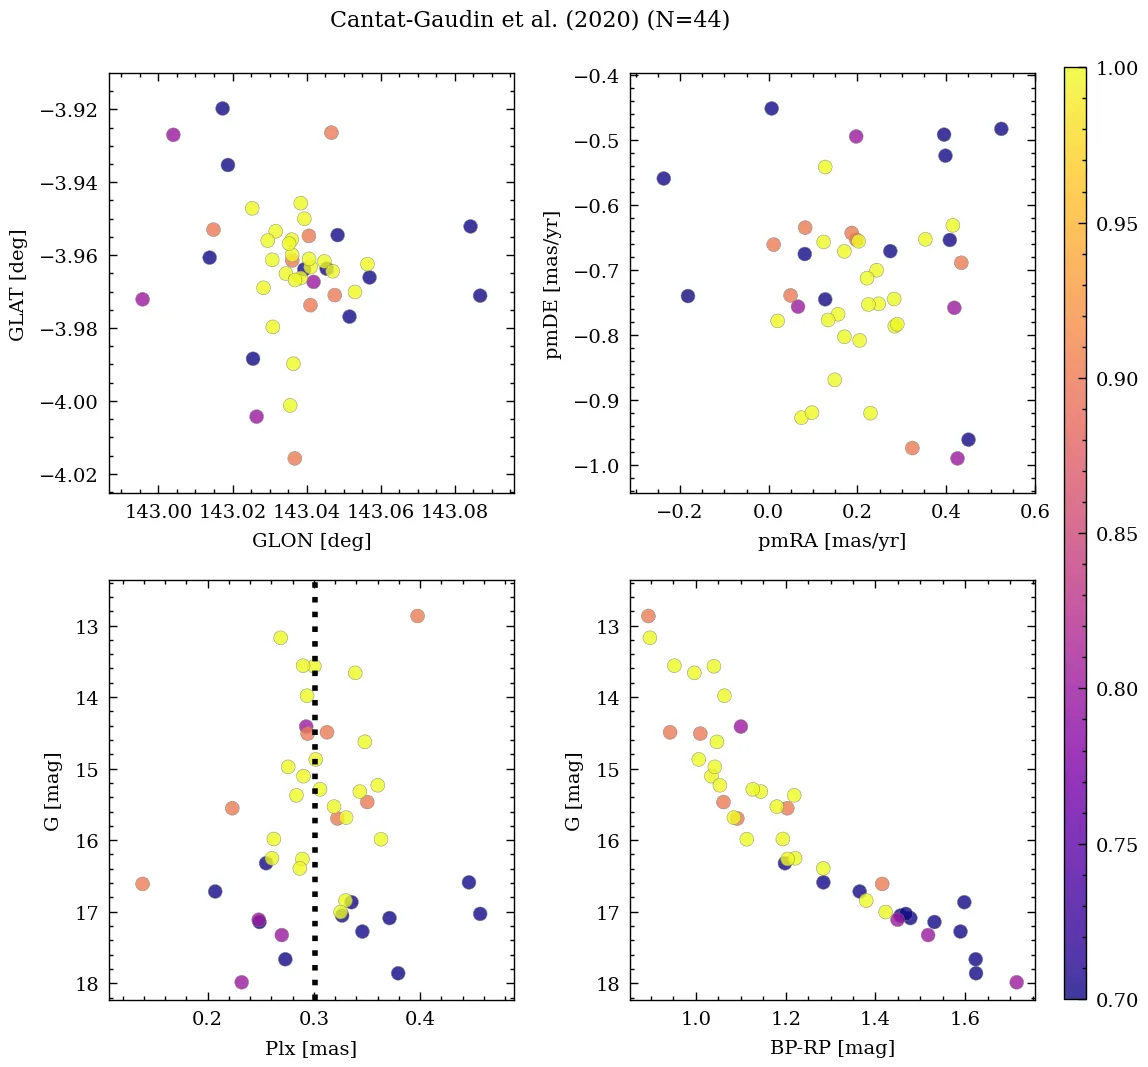 Cantat-Gaudin et al. (2020) (N=44)
−3.92
−3.94
−3.96
−3.98
−4.00
−4.02
GLAT [deg]
143.00 143.02 143.04 143.06 143.08
GLON [deg]
−0.4
−0.5
−0.6
−0.7
−0.8
−0.9
−1.0
pmDE [mas/yr]
−0.2 0.0 0.2 0.4 0.6
pmRA [mas/yr]
13
14
15
16
17
18
G [mag]
0.2 0.3 0.4
Plx [mas]
13
14
15
16
17
18
G [mag]
1.0 1.2 1.4 1.6
BP-RP [mag]
1.00
0.95
0.90
0.85
0.80
0.75
0.70